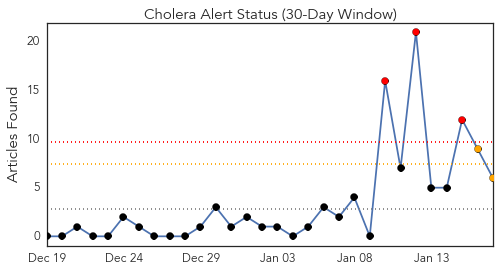 Cholera Alert Status (30-Day Window)
Articles Found
20
15
10
5
0
Dec 19 Dec 24 Dec 29 Jan 03 Jan 08 Jan 13